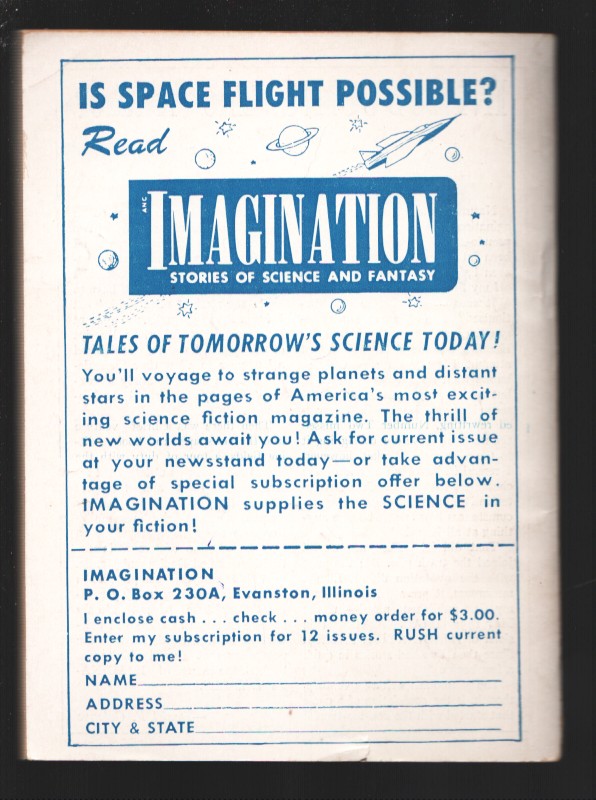 IS SPACE FLIGHT POSSIBLE?
Read
ANC
IMAGINATION
STORIES OF SCIENCE AND FANTASY
TALES OF TOMORROW'S SCIENCE TODAY!
You'll voyage to strange planets and distant
stars in the pages of America's most excit-
ing science fiction magazine. The thrill of
new worlds await you! Ask for current issue
at your newsstand today—or take advan-
tage of special subscription offer below.
IMAGINATION supplies the SCIENCE in
your fiction!
IMAGINATION
P. O. Box 230A, Evanston, Illinois
I enclose cash . . . check . . . money order for $3.00.
Enter my subscription for 12 issues. RUSH current
copy to me!
NAME
ADDRESS
CITY & STATE